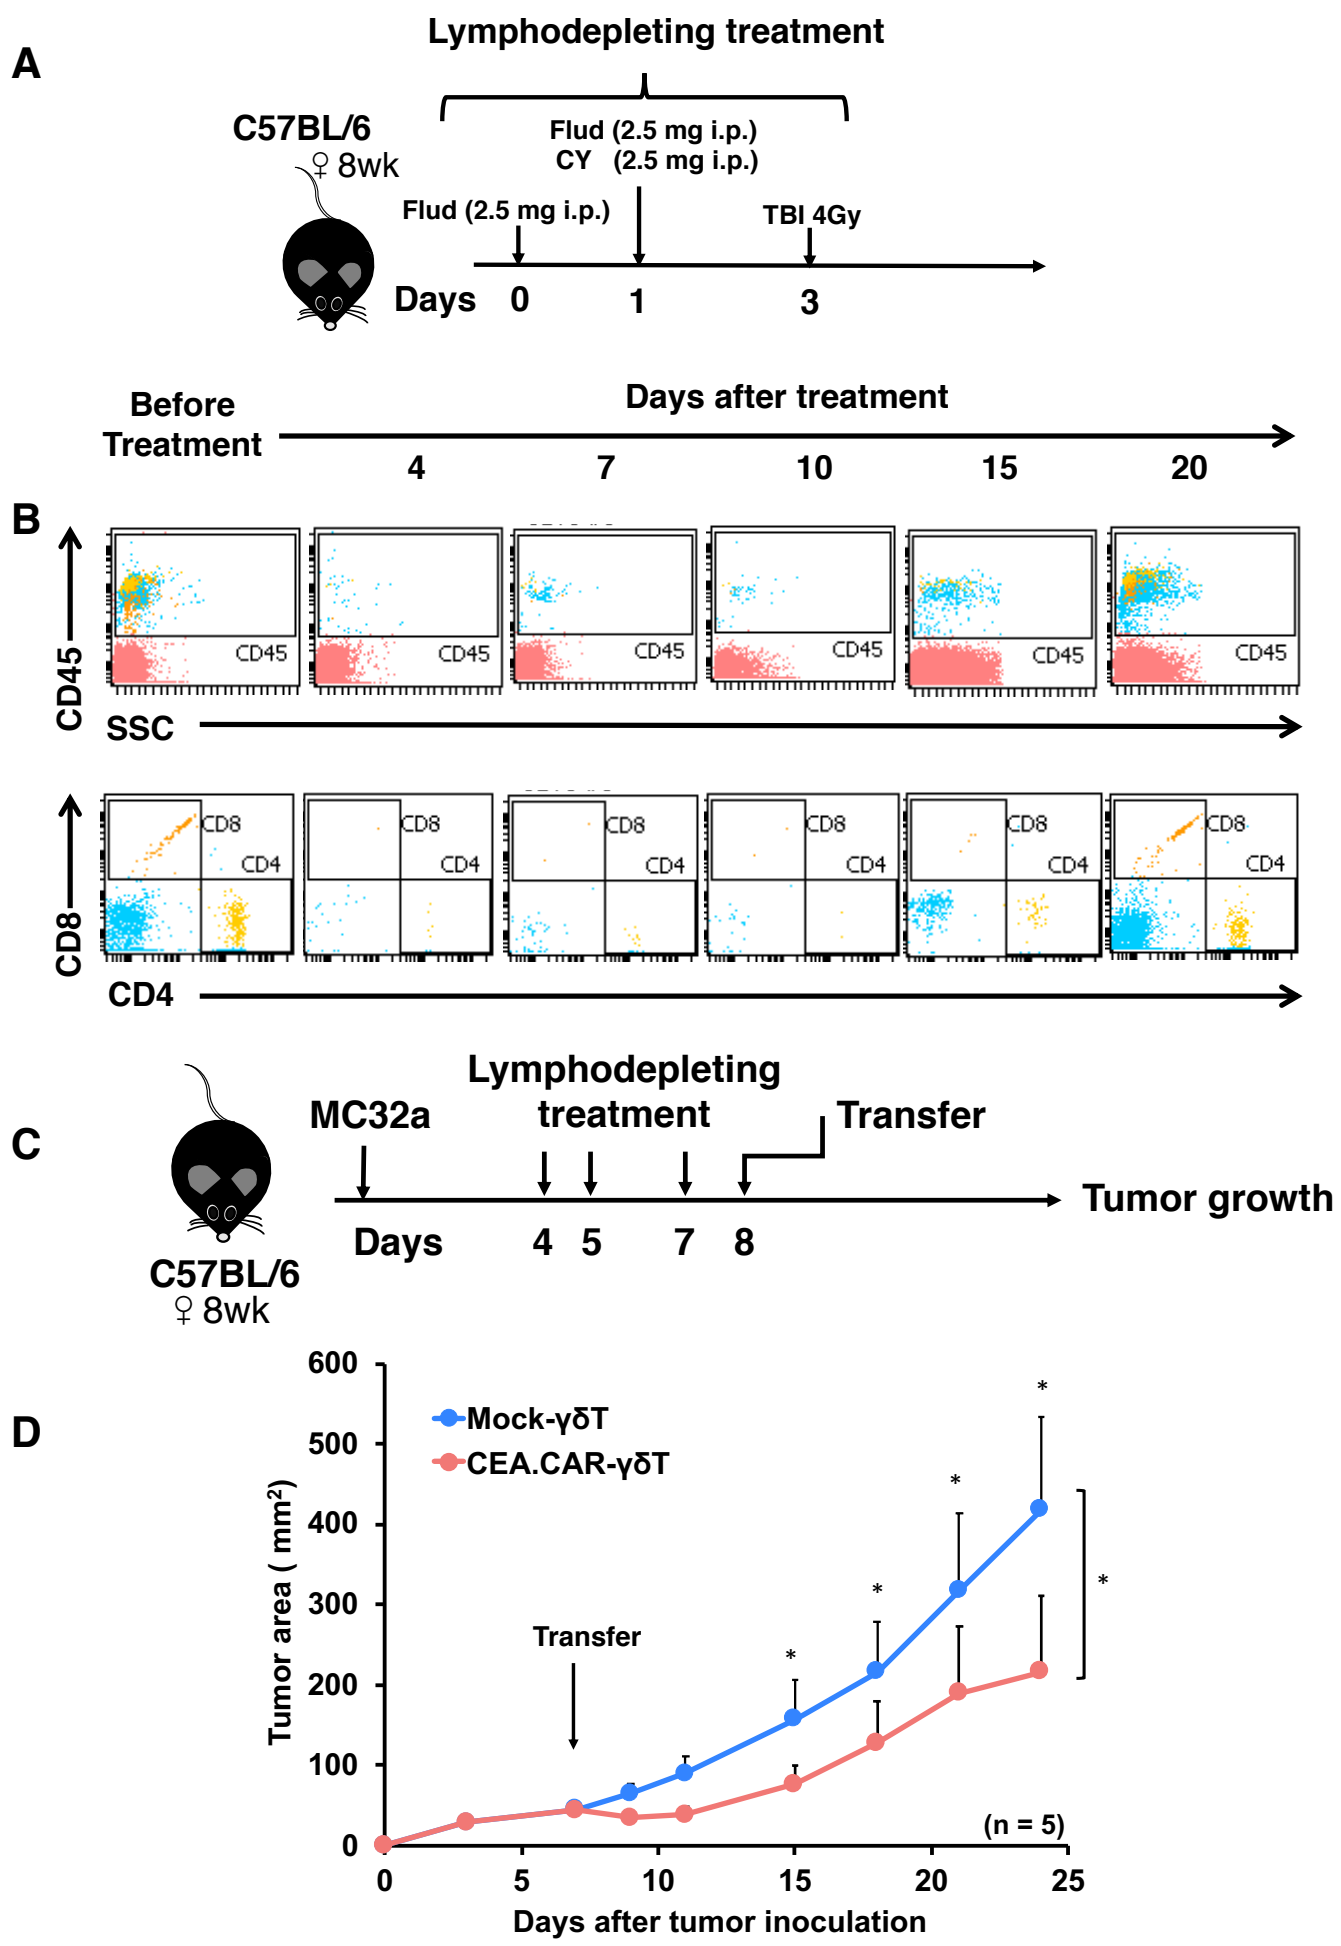 A
Lymphodepleting treatment
C57BL/6
♀ 8wk
Flud (2.5 mg i.p.)
CY (2.5 mg i.p.)
Flud (2.5 mg i.p.)
TBI 4Gy
Days 0 1 3
Before
Treatment
Days after treatment
4 7 10 15 20
B
CD45
CD45 CD45 CD45 CD45 CD45 CD45
SSC
CD8
CD8 CD8 CD8 CD8 CD8 CD8
CD4 CD4 CD4 CD4 CD4 CD4
CD4
C
MC32a
Lymphodepleting
treatment
Transfer
Days 4 5 7 8
Tumor growth
C57BL/6
♀ 8wk
D
Tumor area ( mm²)
600
500
400
300
200
100
0
Mock-γδT
CEA.CAR-γδT
Transfer
*
*
*
*
*
(n = 5)
0 5 10 15 20 25
Days after tumor inoculation